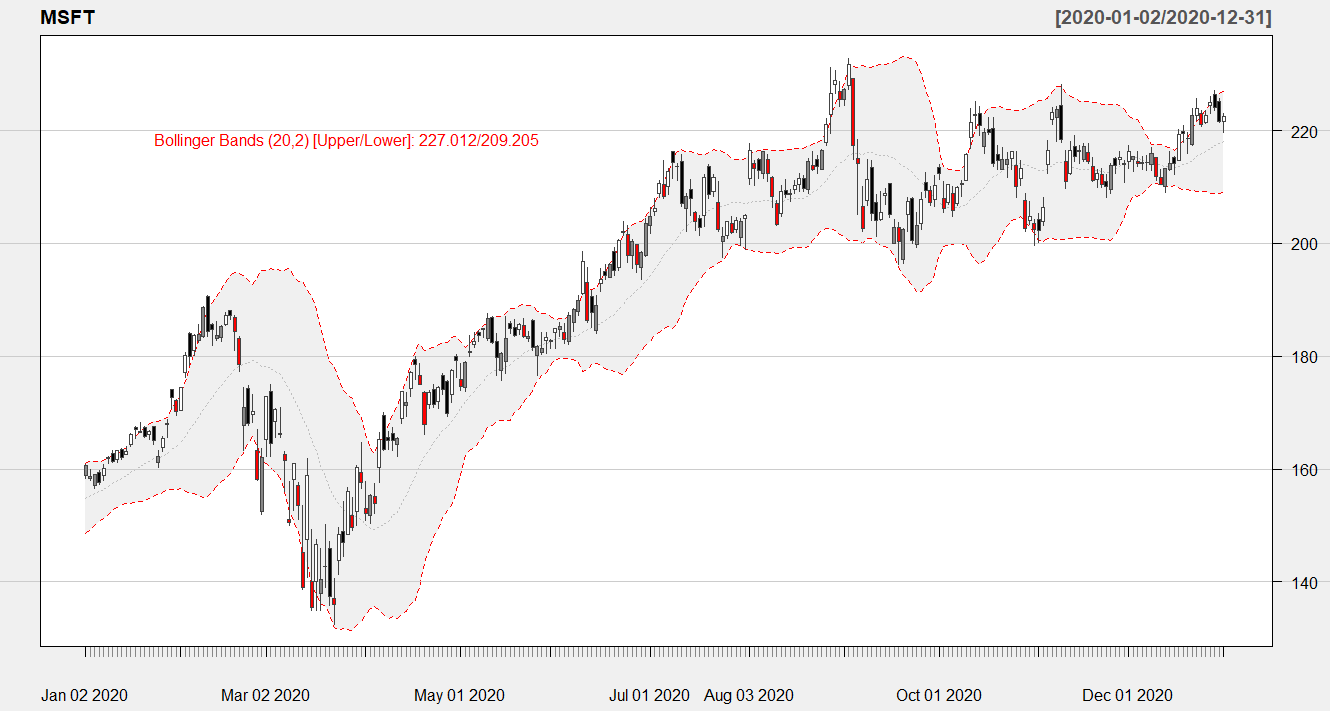 MSFT [2020-01-02/2020-12-31]
Bollinger Bands (20,2) [Upper/Lower]: 227.012/209.205
220
200
180
160
140
Jan 02 2020 Mar 02 2020 May 01 2020 Jul 01 2020 Aug 03 2020 Oct 01 2020 Dec 01 2020